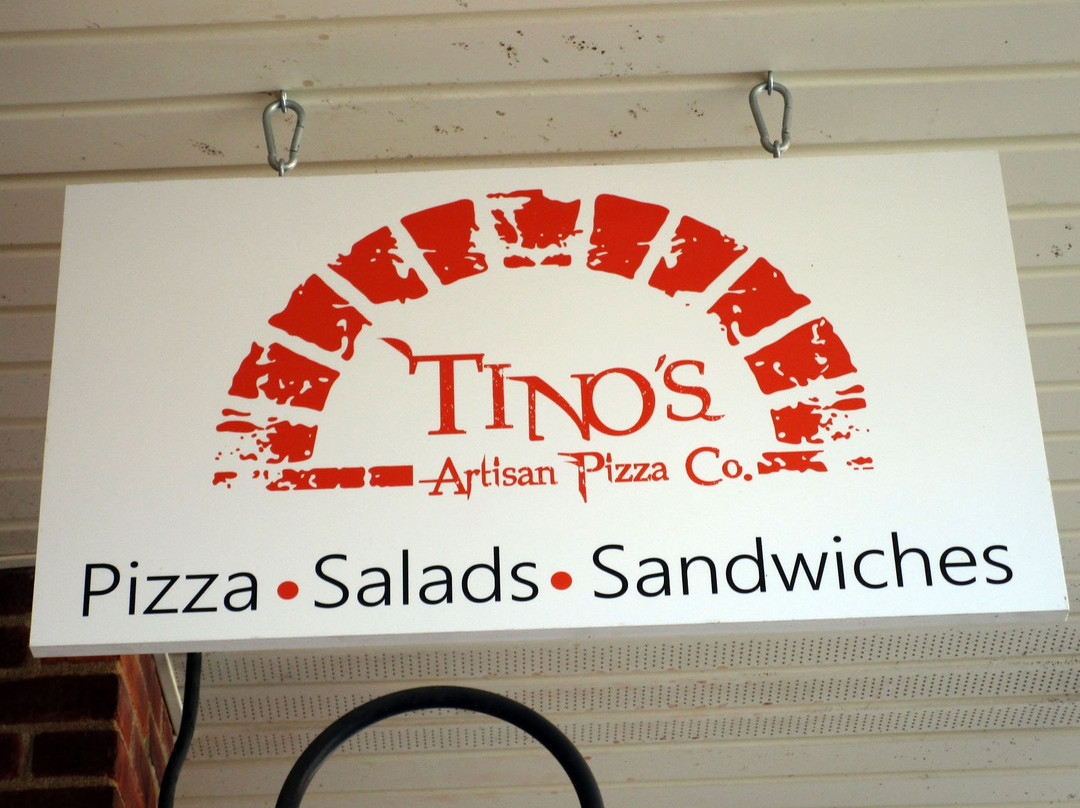 TINO'S
Artisan Pizza Co.
Pizza • Salads • Sandwiches